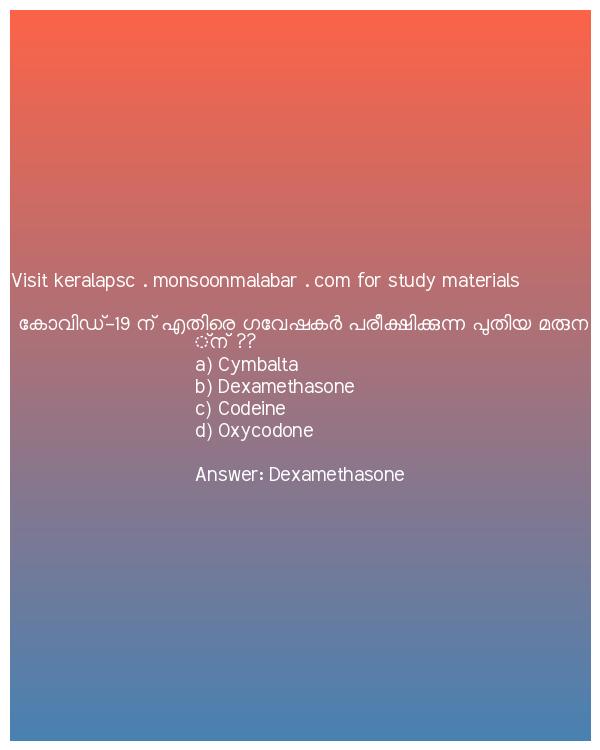 Visit keralapsc . monsoonmalabar . com for study materials
കോവിഡ്-19 ന് എതിരെ ഗവേഷകർ പരീക്ഷിക്കുന്ന പുതിയ മരുന
്ന് ??
a) Cymbalta
b) Dexamethasone
c) Codeine
d) Oxycodone
Answer: Dexamethasone